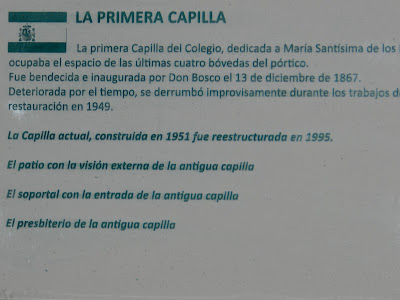 LA PRIMERA CAPILLA
La primera Capilla del Colegio, dedicada a María Santísima de los
ocupaba el espacio de las últimas cuatro bóvedas del pórtico.
Fue bendecida e inaugurada por Don Bosco el 13 de diciembre de 1867.
Deteriorada por el tiempo, se derrumbó improvisamente durante los trabajos d
restauración en 1949.
La Capilla actual, construida en 1951 fue reestructurada en 1995.
El patio con la visión externa de la antigua capilla
El soportal con la entrada de la antigua capilla
El presbiterio de la antigua capilla